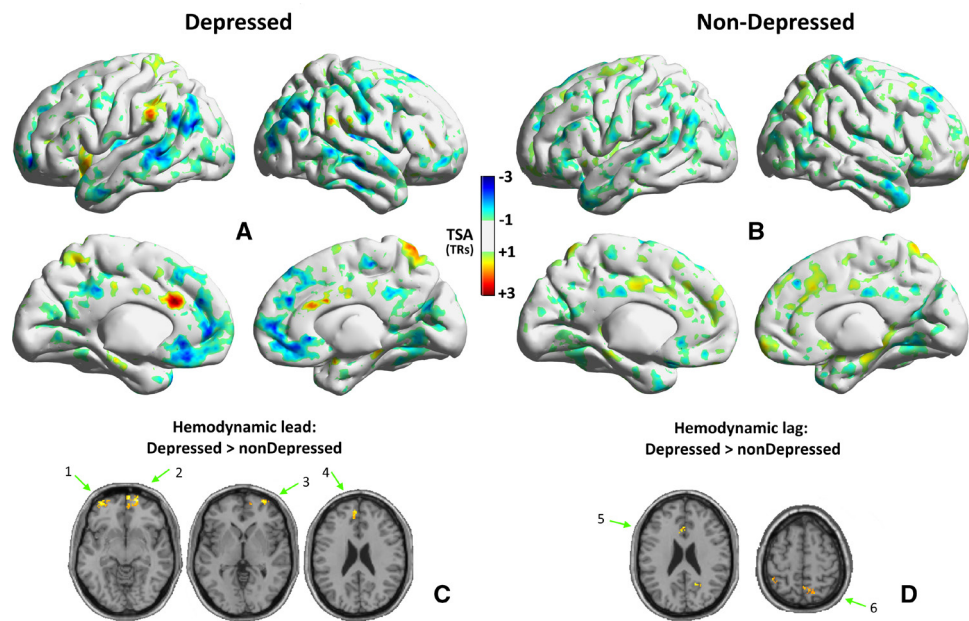 Depressed
Non-Depressed
A
-3
-1
TSA
(TRs)
+1
+3
B
Hemodynamic lead:
Depressed > nonDepressed
1
2
3
4
C
Hemodynamic lag:
Depressed > nonDepressed
5
6
D